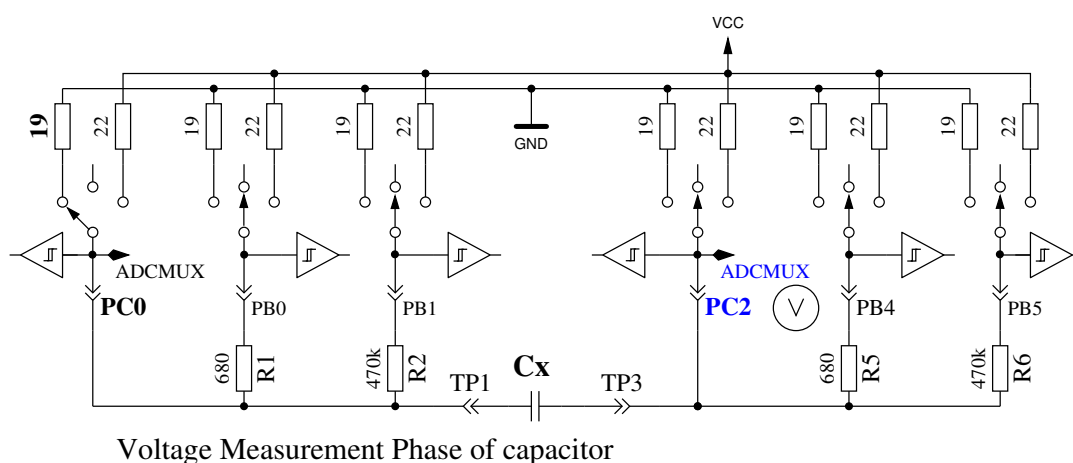 VCC
19
22
19
22
19
22
GND
19
22
19
22
19
22
ADCMUX
ADCMUX
PC0
PB0
PB1
PC2
V
PB4
PB5
680
R1
470k
R2
TP1
Cx
TP3
680
R5
470k
R6
Voltage Measurement Phase of capacitor